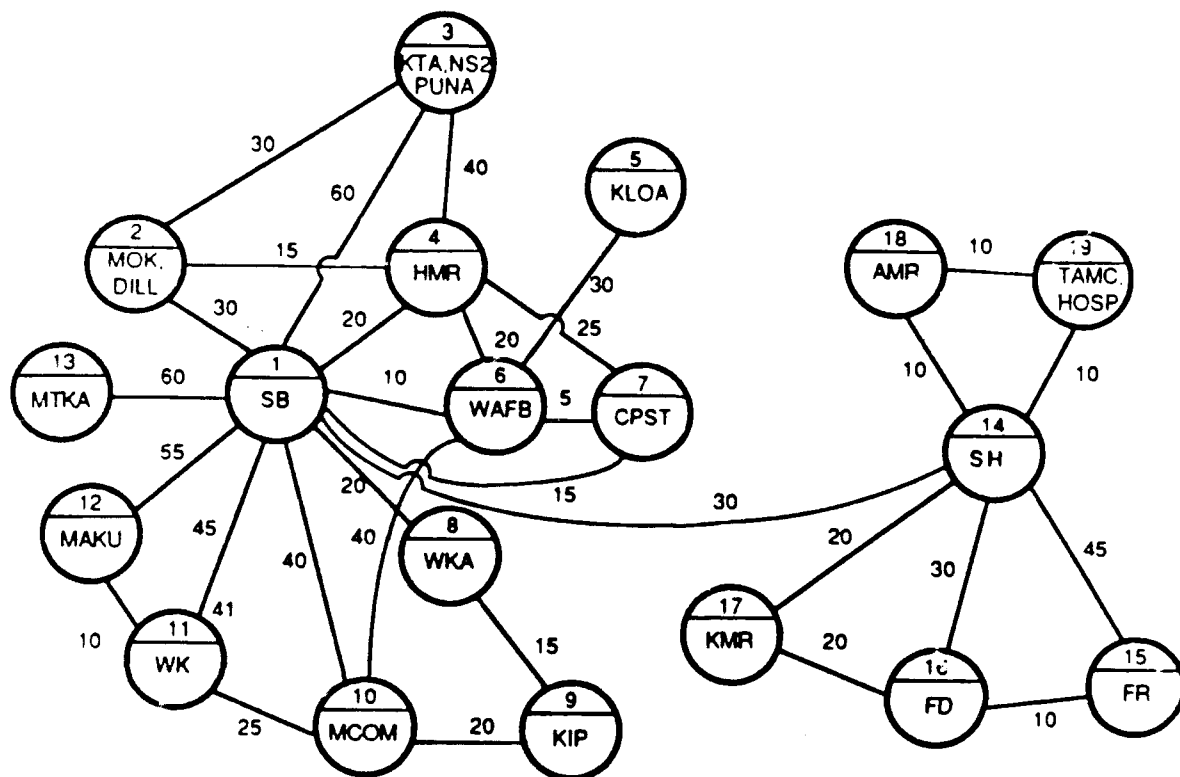 3
KTA,NS2
PUNA
30
40
5
KLOA
60
2
MOK,
DILL
15
4
HMR
18
AMR
10
19
TAMC,
HOSP
30
30
20
20
25
10
10
13
MTKA
60
1
SB
10
6
WAFB
5
7
CPST
14
SH
55
20
15
30
12
MAKU
45
40
40
8
WKA
20
30
45
10
41
11
WK
15
17
KMR
20
16
FD
15
FR
25
10
MCOM
20
9
KIP
10